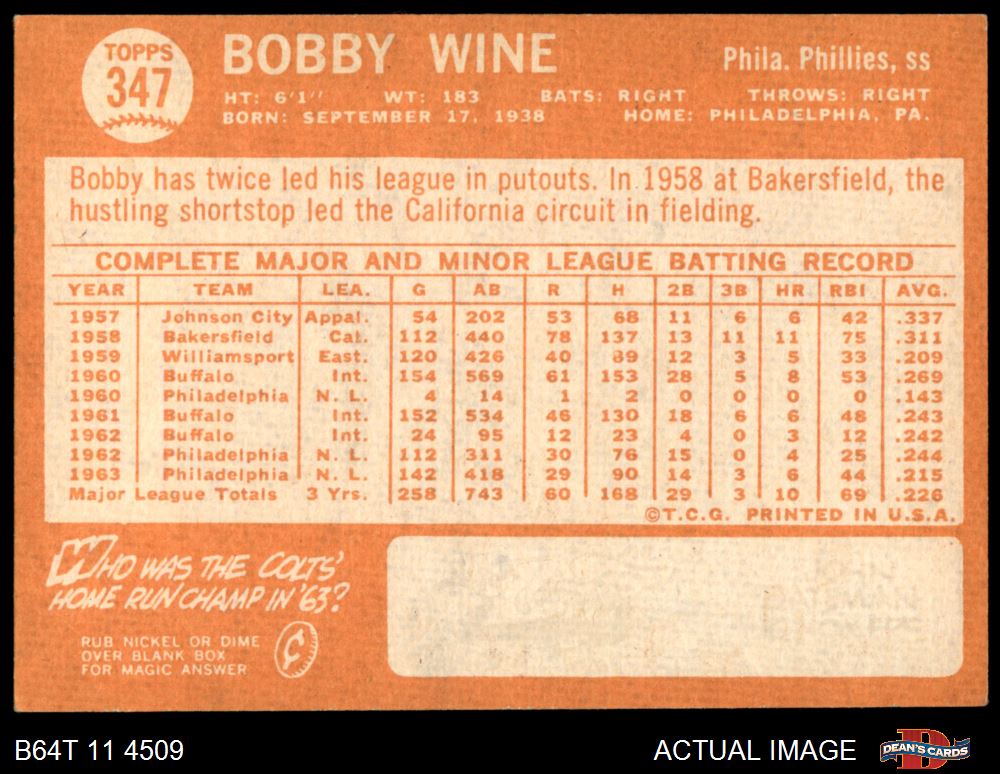 TOPPS
347
BOBBY WINE
Phila. Phillies, ss
HT: 6'1" WT: 183 BATS: RIGHT THROWS: RIGHT
BORN: SEPTEMBER 17, 1938 HOME: PHILADELPHIA, PA.
Bobby has twice led his league in putouts. In 1958 at Bakersfield, the
hustling shortstop led the California circuit in fielding.
COMPLETE MAJOR AND MINOR LEAGUE BATTING RECORD
YEAR TEAM LEA. G AB R H 2B 3B HR RBI AVG.
1957 Johnson City Appal. 54 202 53 68 11 6 6 42 .337
1958 Bakersfield Cal. 112 440 78 137 13 11 11 75 .311
1959 Williamsport East. 120 426 40 89 12 3 5 33 .209
1960 Buffalo Int. 154 569 61 153 28 5 8 53 .269
1960 Philadelphia N. L. 4 14 1 2 0 0 0 0 .143
1961 Buffalo Int. 152 534 46 130 18 6 6 48 .243
1962 Buffalo Int. 24 95 12 23 4 0 3 12 .242
1962 Philadelphia N. L. 112 311 30 76 15 0 4 25 .244
1963 Philadelphia N. L. 142 418 29 90 14 3 6 44 .215
Major League Totals 3 Yrs. 258 743 60 168 29 3 10 69 .226
©T.C.G. PRINTED IN U.S.A.
WHO WAS THE COLTS'
HOME RUN CHAMP IN '63?
RUB NICKEL OR DIME
OVER BLANK BOX
FOR MAGIC ANSWER
¢
B64T 11 4509
ACTUAL IMAGE
DEAN'S CARDS